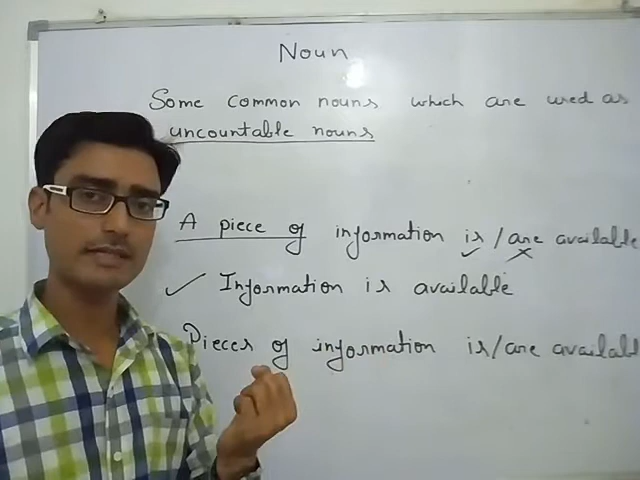 Noun
Some common nouns which are used as
uncountable nouns
A piece of information is/are available
Information is available
Pieces of information is/are availabl